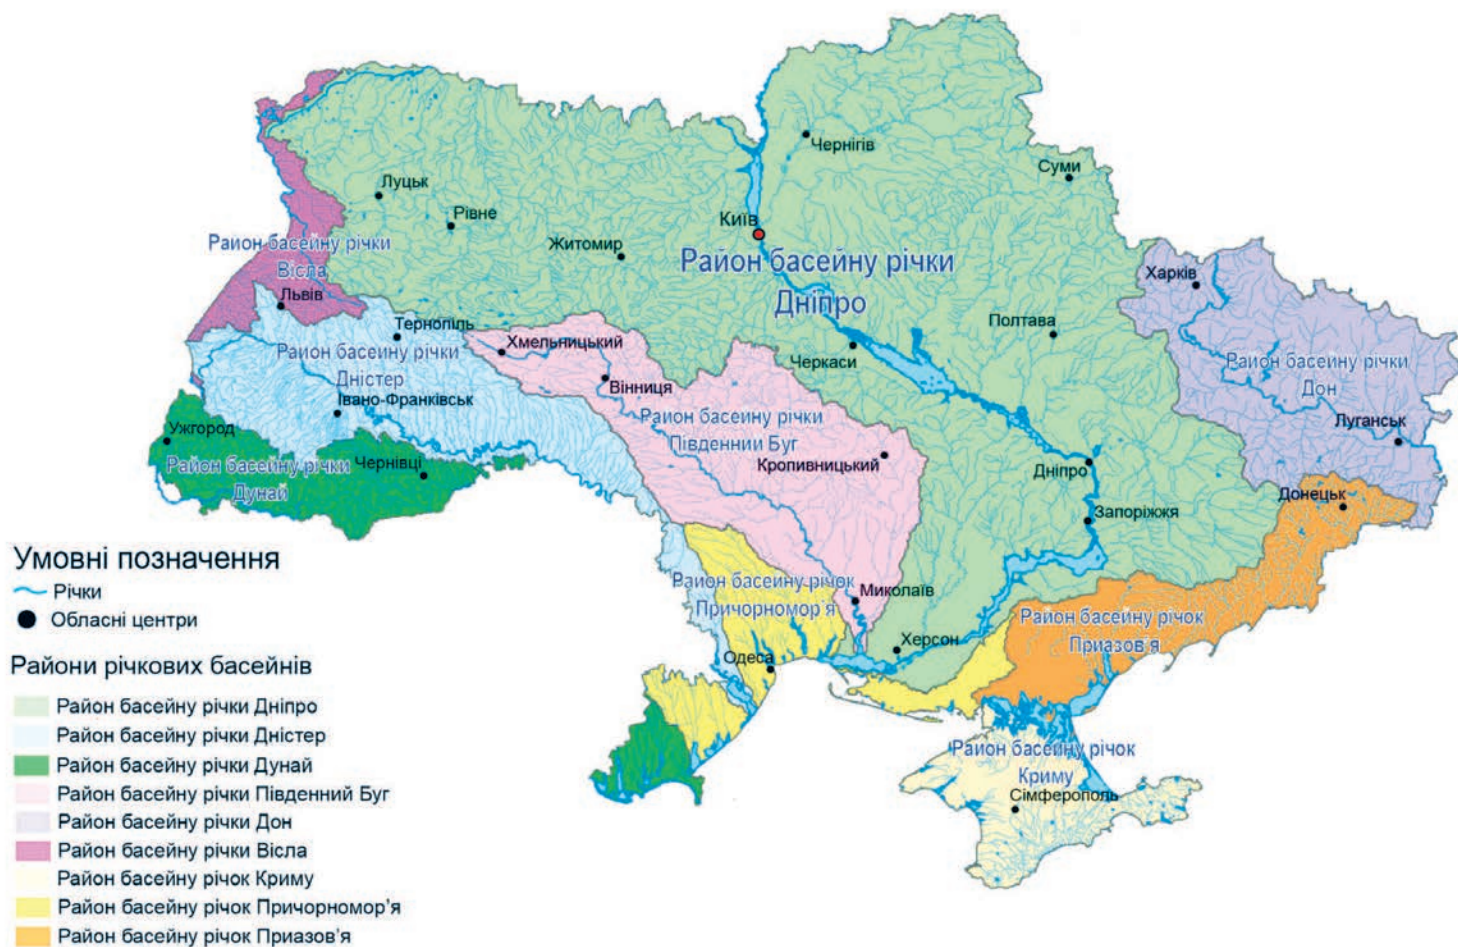 Чернігів
Суми
Луцьк
Рівне
Київ
Житомир
Район басейну річки
Вісла
Район басейну річки
Дніпро
Харків
Львів
Тернопіль
Хмельницький
Полтава
Черкаси
Район басейну річки
Дністер
Вінниця
Район басейну річки
Дон
Івано-Франківськ
Район басейну річки
Південний Буг
Луганськ
Ужгород
Район басейну річки
Дунай
Чернівці
Кропивницький
Дніпро
Донецьк
Запоріжжя
Район басейну річок
Причорномор'я
Миколаїв
Район басейну річок
Приазов'я
Херсон
Одеса
Район басейну річок
Криму
Сімферополь
Умовні позначення
Річки
Обласні центри
Райони річкових басейнів
Район басейну річки Дніпро
Район басейну річки Дністер
Район басейну річки Дунай
Район басейну річки Південний Буг
Район басейну річки Дон
Район басейну річки Вісла
Район басейну річок Криму
Район басейну річок Причорномор’я
Район басейну річок Приазов’я